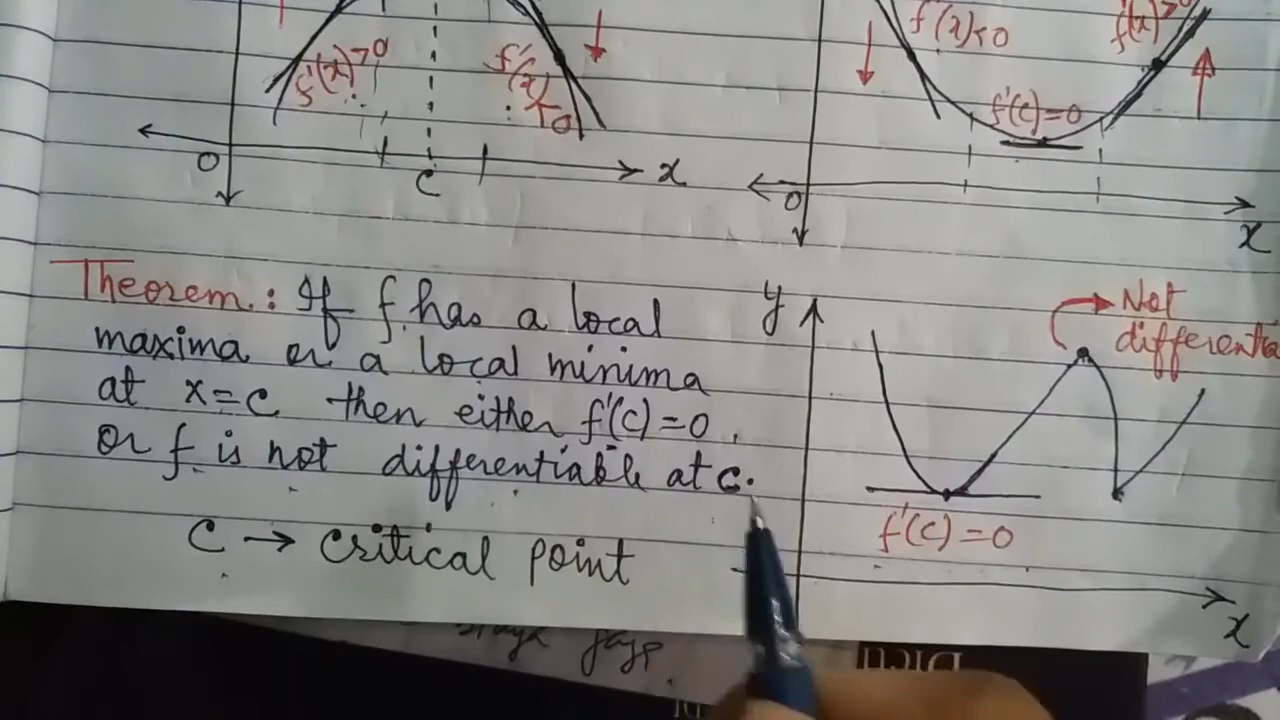 f'(x)>0
f'(x)<0
O
C
x
f'(x)<0
f'(x)>0
f'(c)=0
O
x
Theorem: If f has a local
maxima or a local minima
at x=c then either f'(c)=0,
or f is not differentiable at c.
C → critical point
y
Not
differentia
f'(c)=0
x